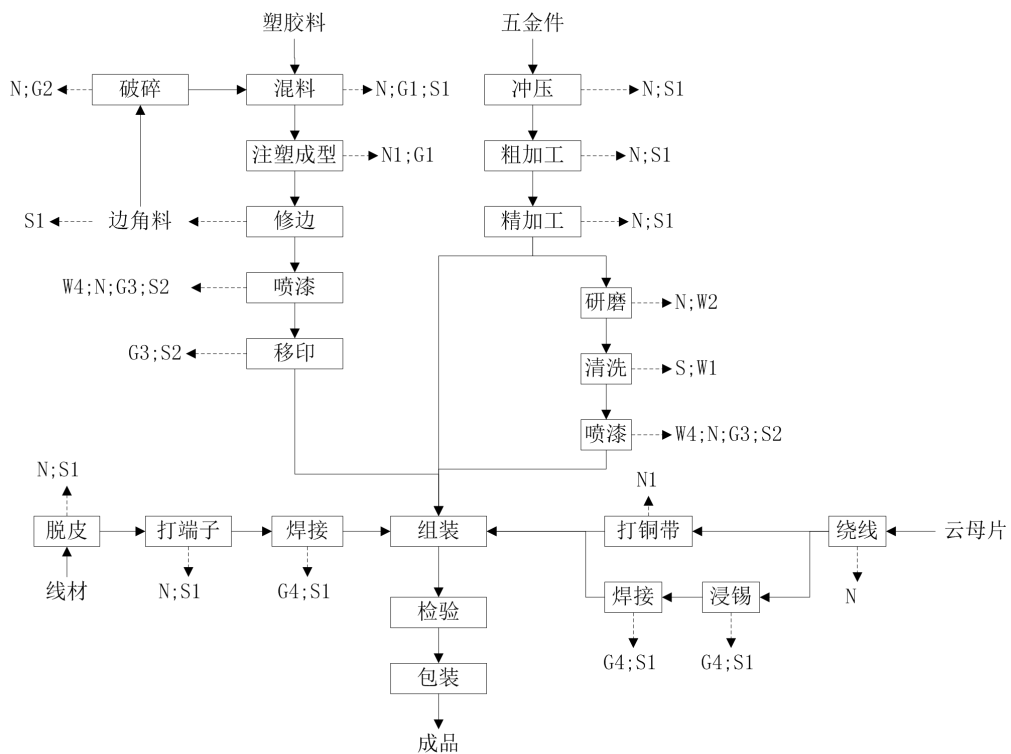 塑胶料
五金件
N;G2
破碎
混料
N;G1;S1
冲压
N;S1
注塑成型
N1;G1
粗加工
N;S1
S1
边角料
修边
精加工
N;S1
W4;N;G3;S2
喷漆
研磨
N;W2
G3;S2
移印
清洗
S;W1
喷漆
W4;N;G3;S2
N;S1
N1
脱皮
打端子
焊接
组装
打铜带
绕线
云母片
线材
N;S1
G4;S1
检验
焊接
浸锡
N
G4;S1
G4;S1
包装
成品